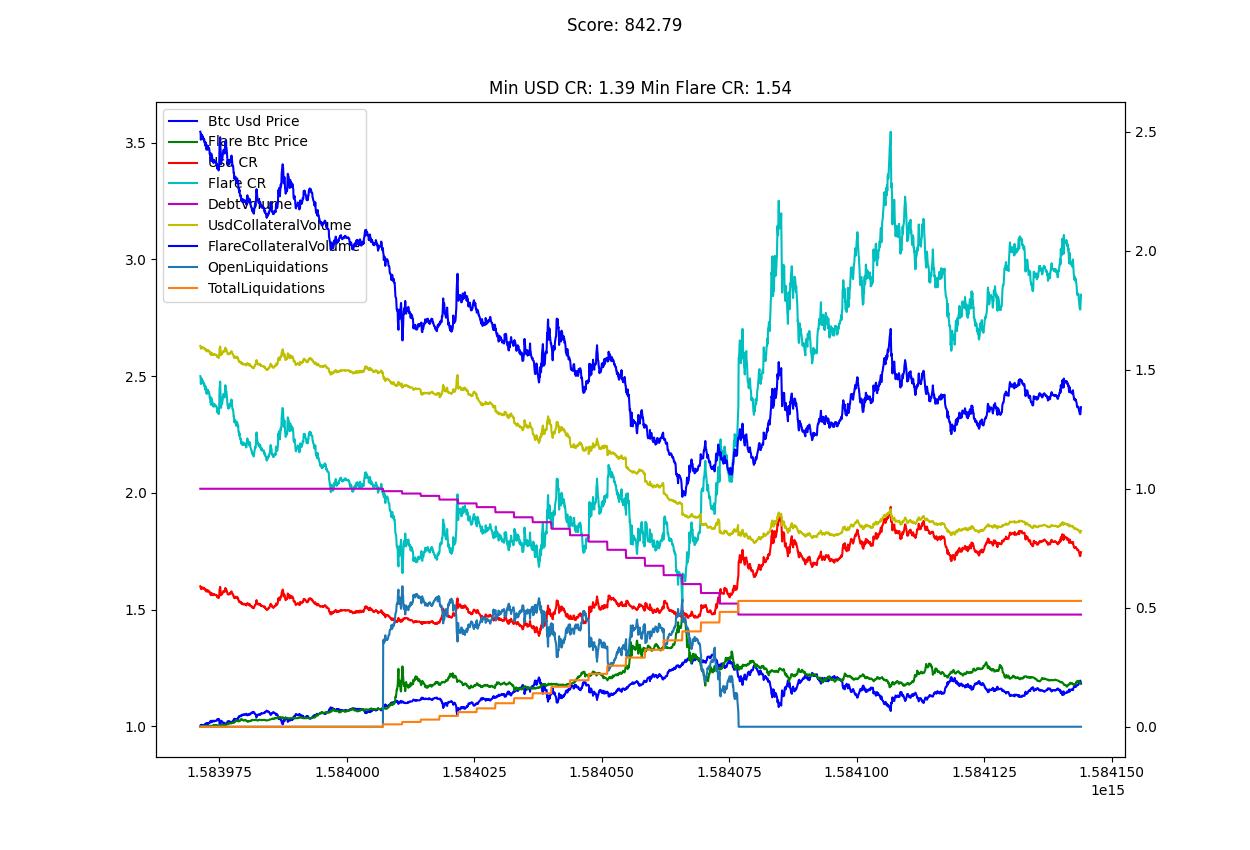 Score: 842.79
Min USD CR: 1.39 Min Flare CR: 1.54
Btc Usd Price
Flare Btc Price
Usd CR
Flare CR
DebtVolume
UsdCollateralVolume
FlareCollateralVolume
OpenLiquidations
TotalLiquidations
3.5
3.0
2.5
2.0
1.5
1.0
2.5
2.0
1.5
1.0
0.5
0.0
1.583975 1.584000 1.584025 1.584050 1.584075 1.584100 1.584125 1.584150
1e15